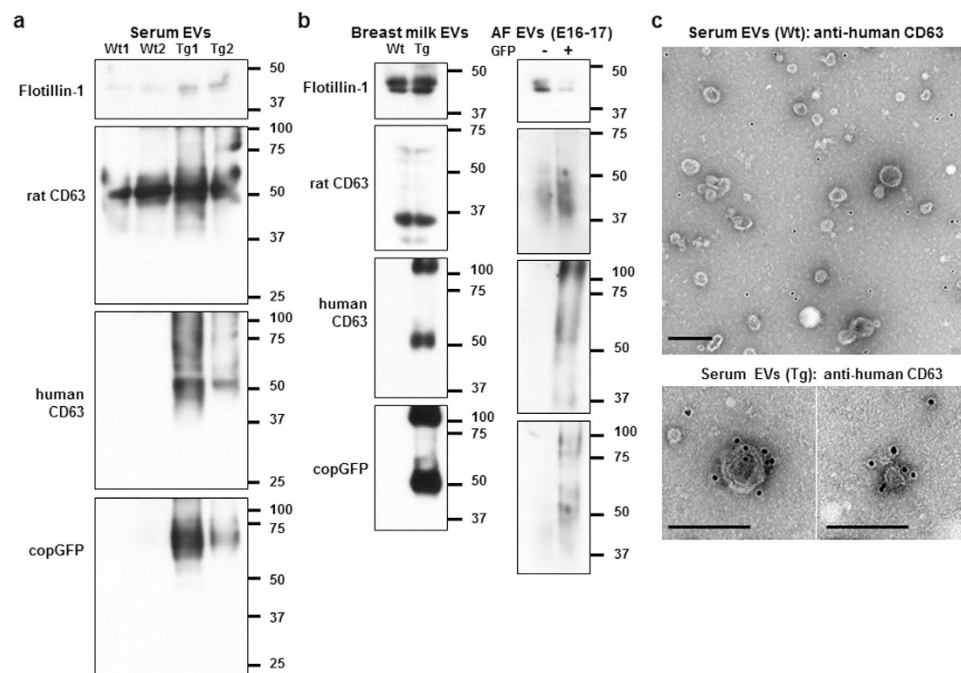 a
Serum EVs
Wt1 Wt2 Tg1 Tg2
Flotillin-1
50
37
rat CD63
100
75
50
37
25
human
CD63
100
75
50
37
25
copGFP
100
75
50
37
25
b
Breast milk EVs
Wt Tg
Flotillin-1
50
37
rat CD63
75
50
37
human
CD63
100
75
50
37
copGFP
100
75
50
37
AF EVs (E16-17)
GFP - +
50
37
75
50
37
100
75
50
37
100
75
50
37
c
Serum EVs (Wt): anti-human CD63
Serum EVs (Tg): anti-human CD63